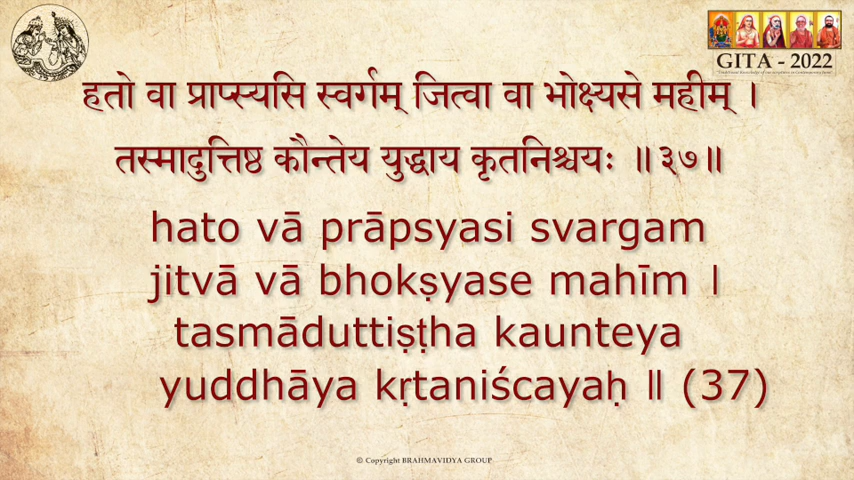 GITA - 2022
हतो वा प्राप्स्यसि स्वर्गम् जित्वा वा भोक्ष्यसे महीम् ।
तस्मादुत्तिष्ठ कौन्तेय युद्धाय कृतनिश्चयः ॥३७॥
hato vā prāpsyasi svargam
jitvā vā bhokṣyase mahīm ।
tasmāduttiṣṭha kaunteya
yuddhāya kṛtaniścayaḥ ॥ (37)
© Copyright BRAHMAVIDYA GROUP